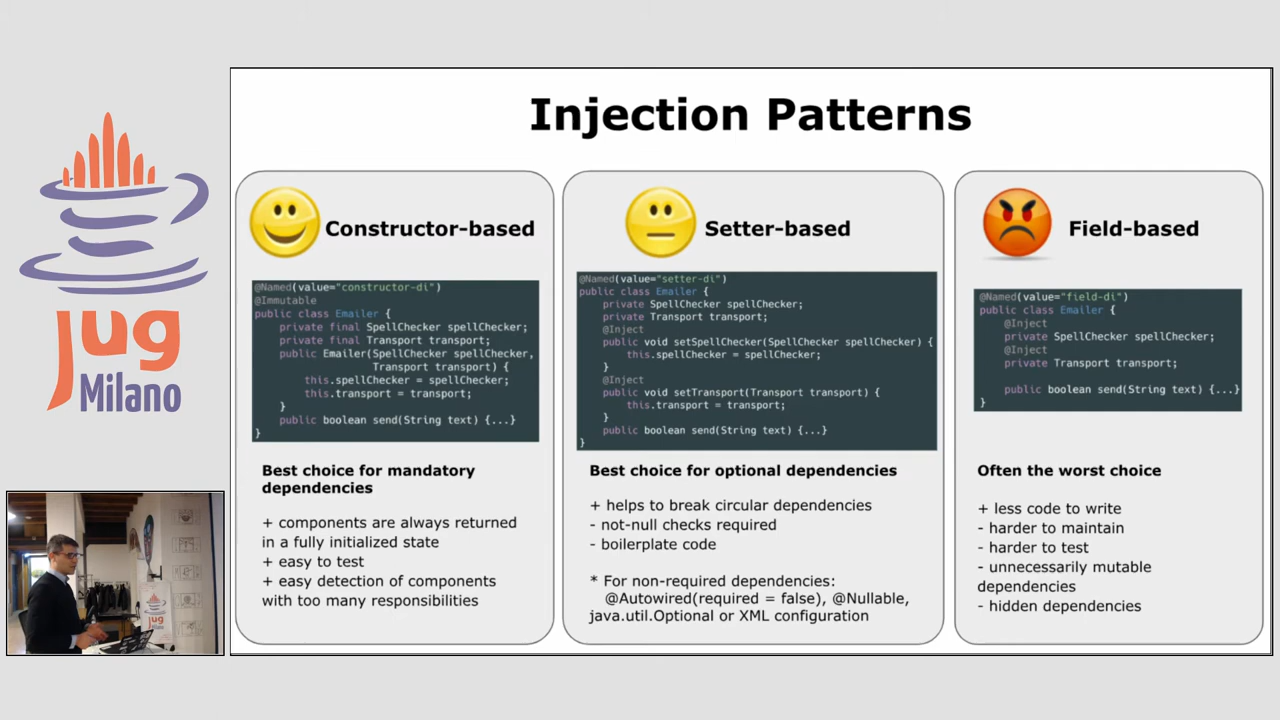 Injection Patterns
Constructor-based
@Named(value="constructor-di")
@Immutable
public class Emailer {
private final SpellChecker spellChecker;
private final Transport transport;
public Emailer(SpellChecker spellChecker,
Transport transport) {
this.spellChecker = spellChecker;
this.transport = transport;
}
public boolean send(String text) {...}
}
Best choice for mandatory
dependencies
+ components are always returned
in a fully initialized state
+ easy to test
+ easy detection of components
with too many responsibilities
Setter-based
@Named(value="setter-di")
public class Emailer {
private SpellChecker spellChecker;
private Transport transport;
@Inject
public void setSpellChecker(SpellChecker spellChecker) {
this.spellChecker = spellChecker;
}
@Inject
public void setTransport(Transport transport) {
this.transport = transport;
}
public boolean send(String text) {...}
}
Best choice for optional dependencies
+ helps to break circular dependencies
- not-null checks required
- boilerplate code
* For non-required dependencies:
@Autowired(required = false), @Nullable,
java.util.Optional or XML configuration
Field-based
@Named(value="field-di")
public class Emailer {
@Inject
private SpellChecker spellChecker;
@Inject
private Transport transport;
public boolean send(String text) {...}
}
Often the worst choice
+ less code to write
- harder to maintain
- harder to test
- unnecessarily mutable
dependencies
- hidden dependencies
jug
Milano
jug
Milano